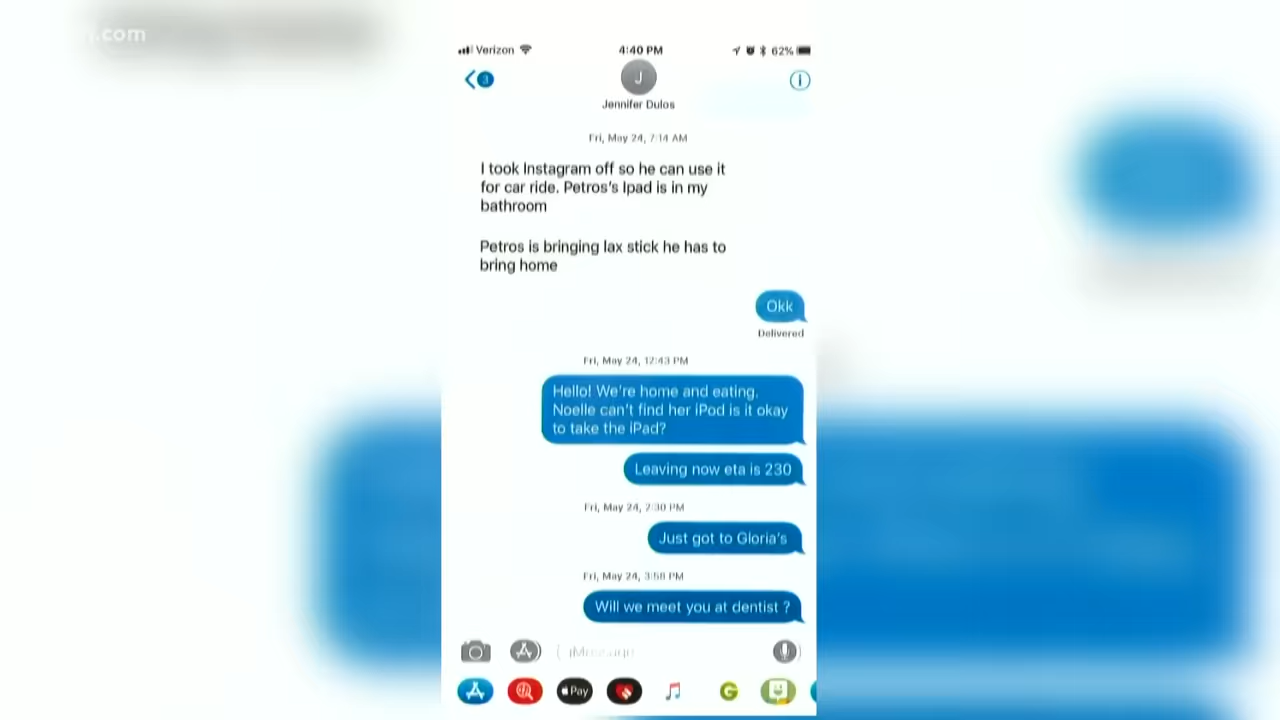 .com
Verizon
4:40 PM
62%
3
J
Jennifer Dulos
Fri, May 24, 7:14 AM
I took Instagram off so he can use it
for car ride. Petros's Ipad is in my
bathroom
Petros is bringing lax stick he has to
bring home
Okk
Delivered
Fri, May 24, 12:43 PM
Hello! We're home and eating.
Noelle can't find her iPod is it okay
to take the iPad?
Leaving now eta is 230
Fri, May 24, 2:30 PM
Just got to Gloria's
Fri, May 24, 3:58 PM
Will we meet you at dentist ?
iMessage
Pay
G